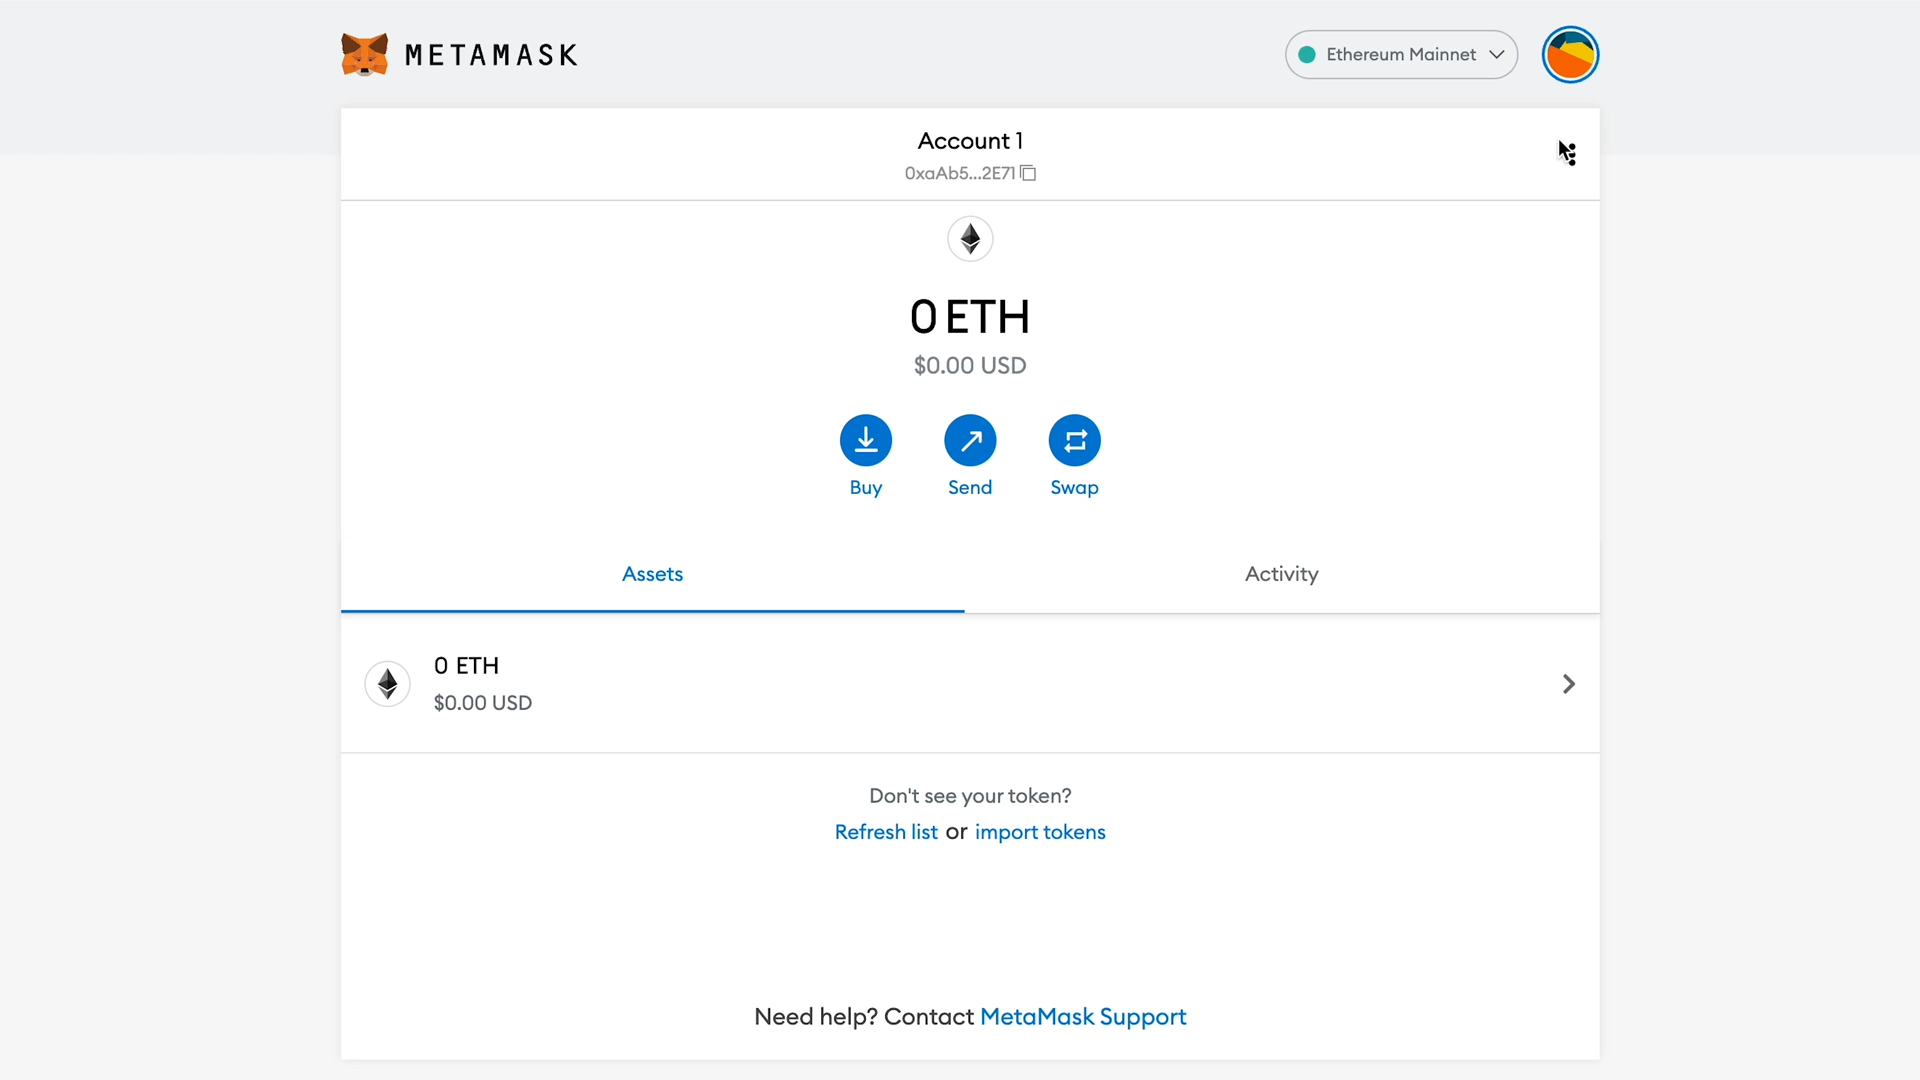 METAMASK
Ethereum Mainnet
Account 1
0xaAb5...2E71
0 ETH
$0.00 USD
Buy
Send
Swap
Assets
Activity
0 ETH
$0.00 USD
Don't see your token?
Refresh list or import tokens
Need help? Contact MetaMask Support